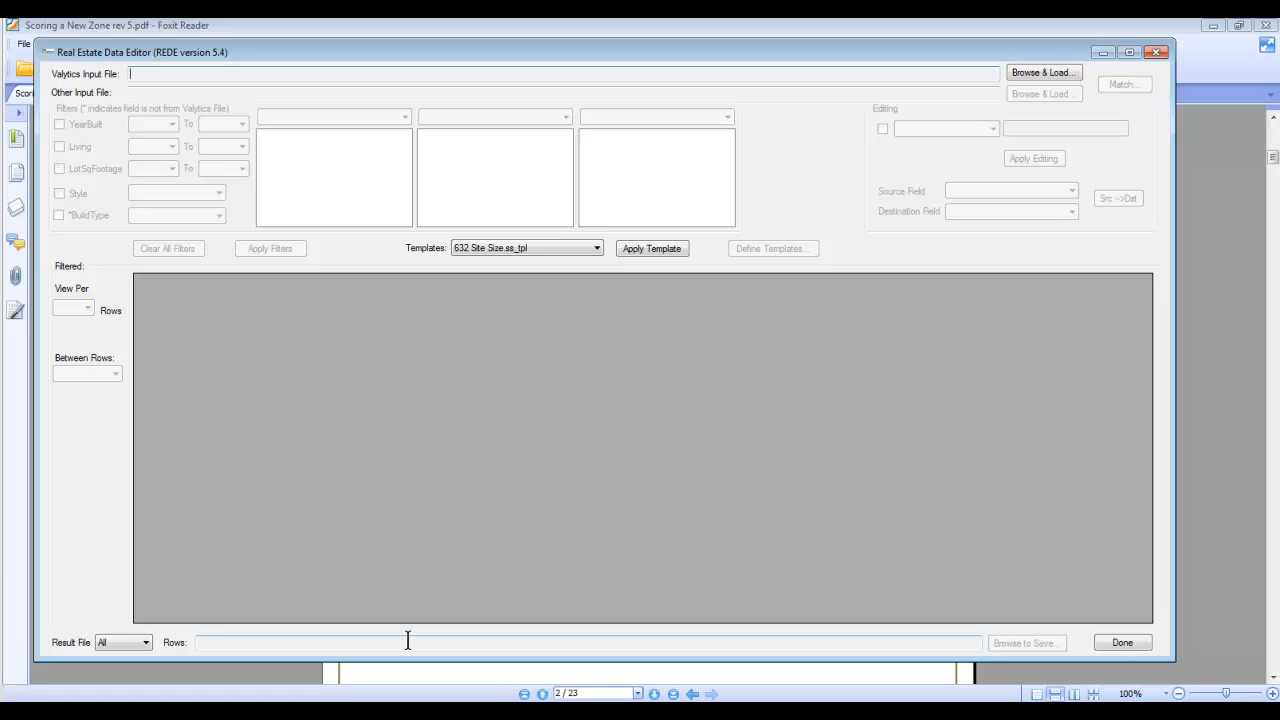 Scoring a New Zone rev 5.pdf - Foxit Reader
File
Real Estate Data Editor (REDE version 5.4)
Valytics Input File:
Browse & Load...
Match...
Other Input File:
Browse & Load...
Scori
Filters (* indicates field is not from Valytics File)
Editing
YearBuilt
To
Living
To
Apply Editing
LotSqFootage
To
Style
Source Field
Src -->Dst
*BuildType
Destination Field
Clear All Filters
Apply Filters
Templates:
632 Site Size.ss_tpl
Apply Template
Define Templates...
Filtered:
View Per
Rows
Between Rows:
Result File
All
Rows:
Browse to Save...
Done
2 / 23
100%